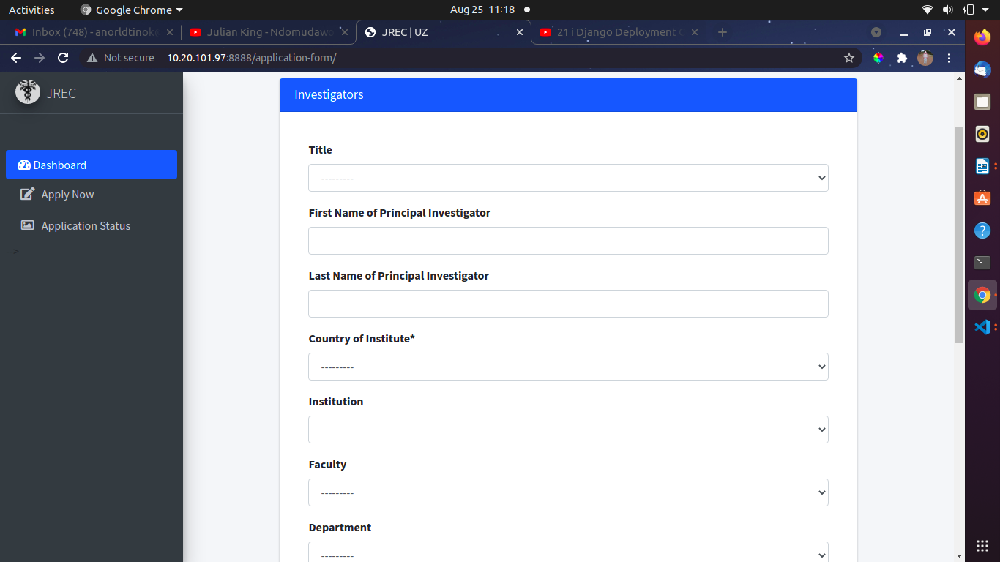 Activities Google Chrome Aug 25 11:18
Inbox (748) - anorldtinok Julian King - Ndomudawo JREC | UZ 21 i Django Deployment
Not secure 10.20.101.97:8888/application-form/
JREC
Dashboard
Apply Now
Application Status
-->
Investigators
Title
---------
First Name of Principal Investigator
Last Name of Principal Investigator
Country of Institute*
---------
Institution
Faculty
---------
Department
---------